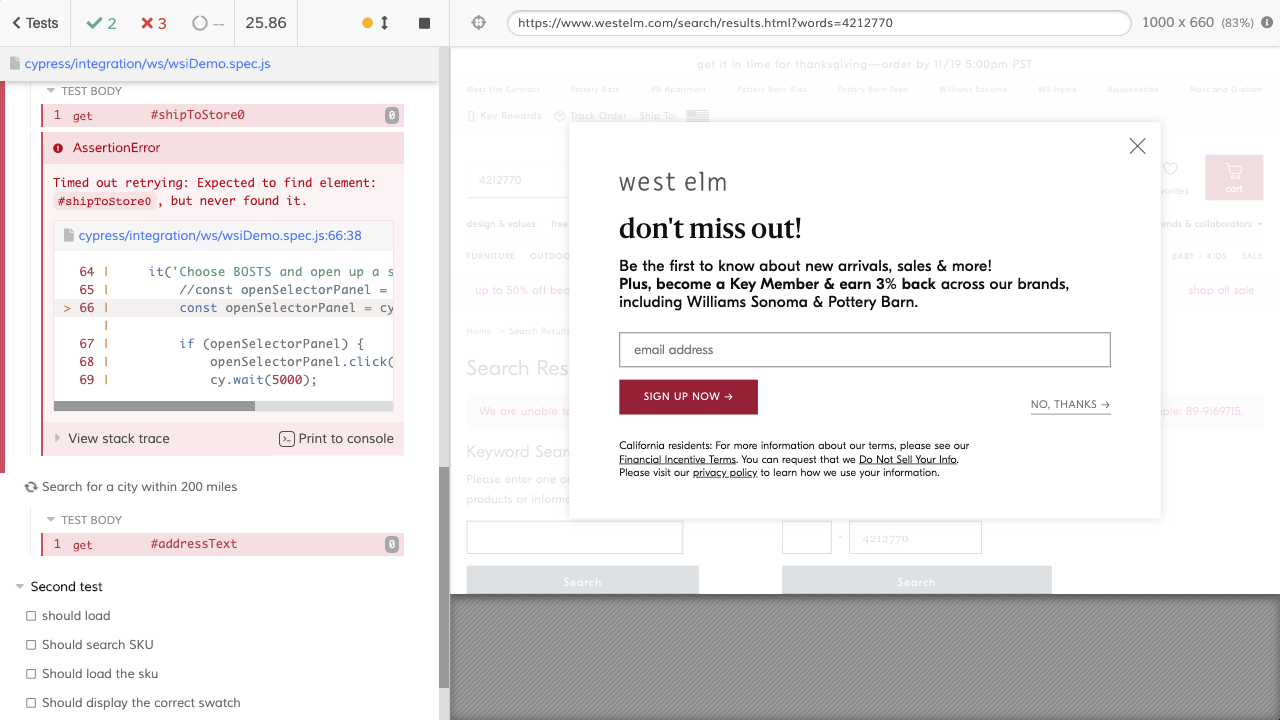 Tests
2
3
--
25.86
https://www.westelm.com/search/results.html?words=4212770
1000 x 660 (83%)
cypress/integration/ws/wsiDemo.spec.js
TEST BODY
1 get #shipToStore0 0
AssertionError
Timed out retrying: Expected to find element:
#shipToStore0, but never found it.
cypress/integration/ws/wsiDemo.spec.js:66:38
64 | it('Choose BOSTS and open up a s
65 | //const openSelectorPanel =
> 66 | const openSelectorPanel = cy
|
67 | if (openSelectorPanel) {
68 | openSelectorPanel.click(
69 | cy.wait(5000);
View stack trace
Print to console
Search for a city within 200 miles
TEST BODY
1 get #addressText 0
Second test
should load
Should search SKU
Should load the sku
Should display the correct swatch
get it in time for thanksgiving—order by 11/19 5:00pm PST
West Elm Contract Pottery Barn PB Apartment Pottery Barn Kids Pottery Barn Teen Williams Sonoma WS Home Rejuvenation Mark and Graham
Key Rewards Track Order Ship To:
4212770
cart
design & values free
& collaborators
FURNITURE
BABY + KIDS SALE
up to 50% off
shop all sale
Home > Search Results
Search Res
We are unable to
89-9169715.
Keyword Search
Please enter one or
products or informa
4212770
-
Search
Search
west elm
don't miss out!
Be the first to know about new arrivals, sales & more!
Plus, become a Key Member & earn 3% back across our brands,
including Williams Sonoma & Pottery Barn.
email address
SIGN UP NOW →
NO, THANKS →
California residents: For more information about our terms, please see our
Financial Incentive Terms. You can request that we Do Not Sell Your Info.
Please visit our privacy policy to learn how we use your information.